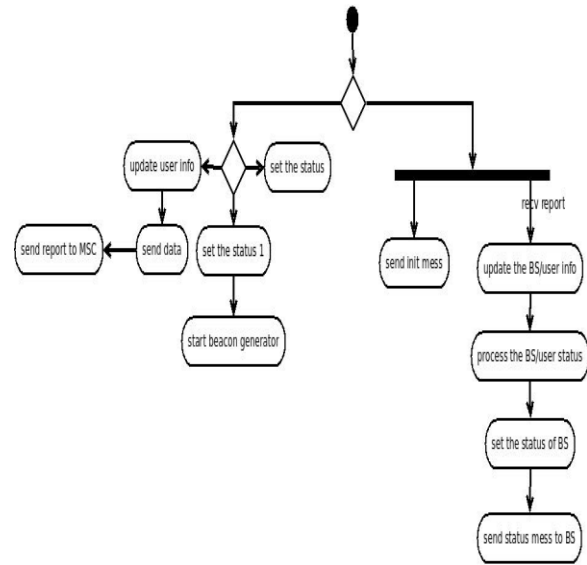 update user info
set the status
recv report
send report to MSC
send data
set the status 1
send init mess
update the BS/user info
start beacon generator
process the BS/user status
set the status of BS
send status mess to BS